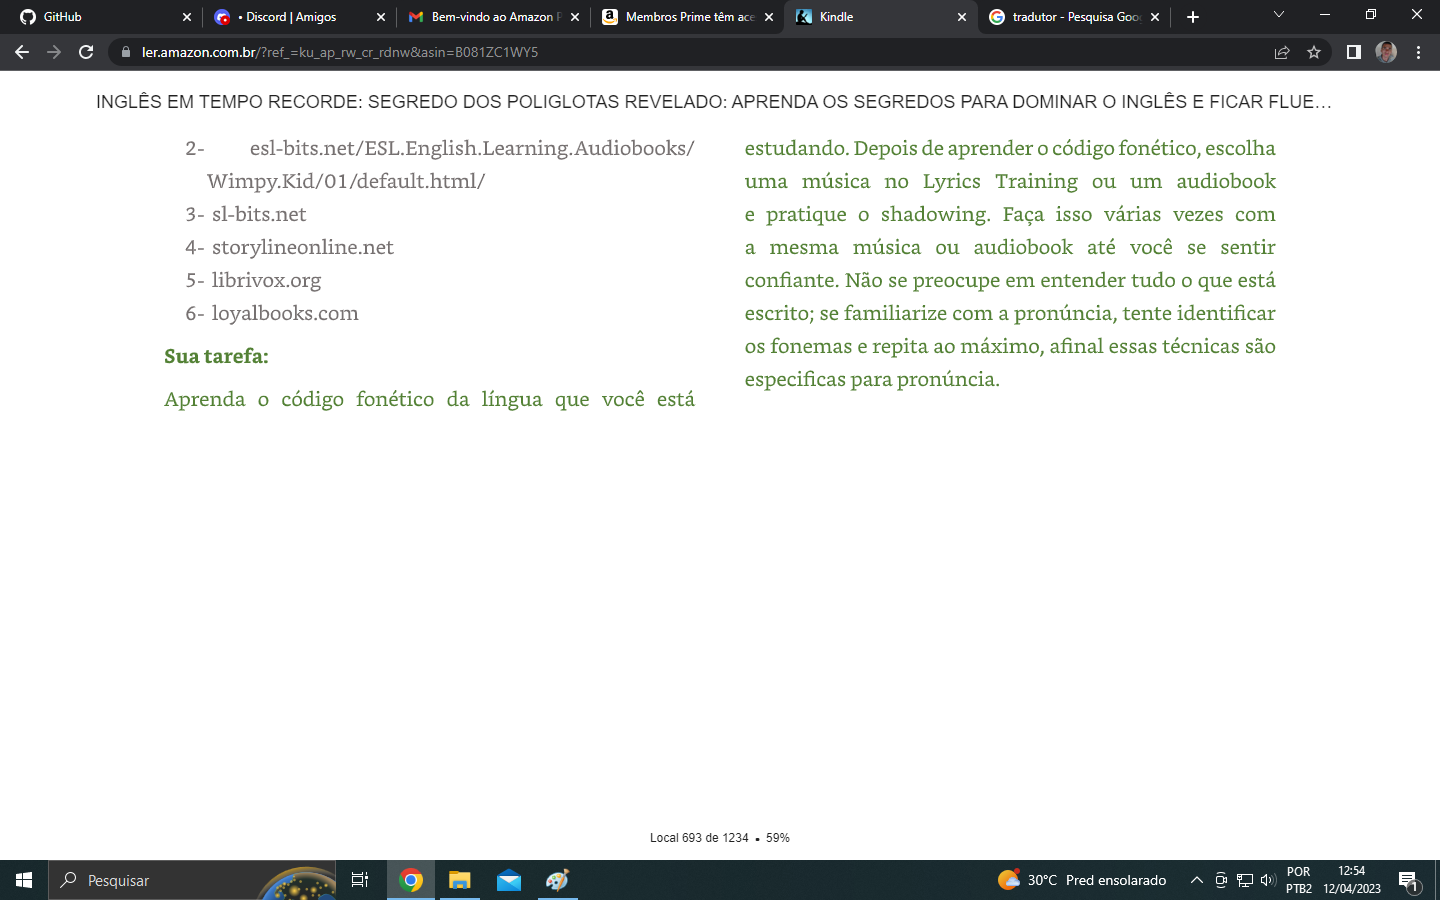 GitHub
• Discord | Amigos
Bem-vindo ao Amazon P
Membros Prime têm ace
Kindle
tradutor - Pesquisa Goog
ler.amazon.com.br/?ref_=ku_ap_rw_cr_rdnw&asin=B081ZC1WY5
INGLÊS EM TEMPO RECORDE: SEGREDO DOS POLIGLOTAS REVELADO: APRENDA OS SEGREDOS PARA DOMINAR O INGLÊS E FICAR FLUE…
2- esl-bits.net/ESL.English.Learning.Audiobooks/
Wimpy.Kid/01/default.html/
3- sl-bits.net
4- storylineonline.net
5- librivox.org
6- loyalbooks.com
Sua tarefa:
Aprenda o código fonético da língua que você está
estudando. Depois de aprender o código fonético, escolha
uma música no Lyrics Training ou um audiobook
e pratique o shadowing. Faça isso várias vezes com
a mesma música ou audiobook até você se sentir
confiante. Não se preocupe em entender tudo o que está
escrito; se familiarize com a pronúncia, tente identificar
os fonemas e repita ao máximo, afinal essas técnicas são
especificas para pronúncia.
Local 693 de 1234 • 59%
Pesquisar
30°C Pred ensolarado
POR
PTB2
12:54
12/04/2023
1